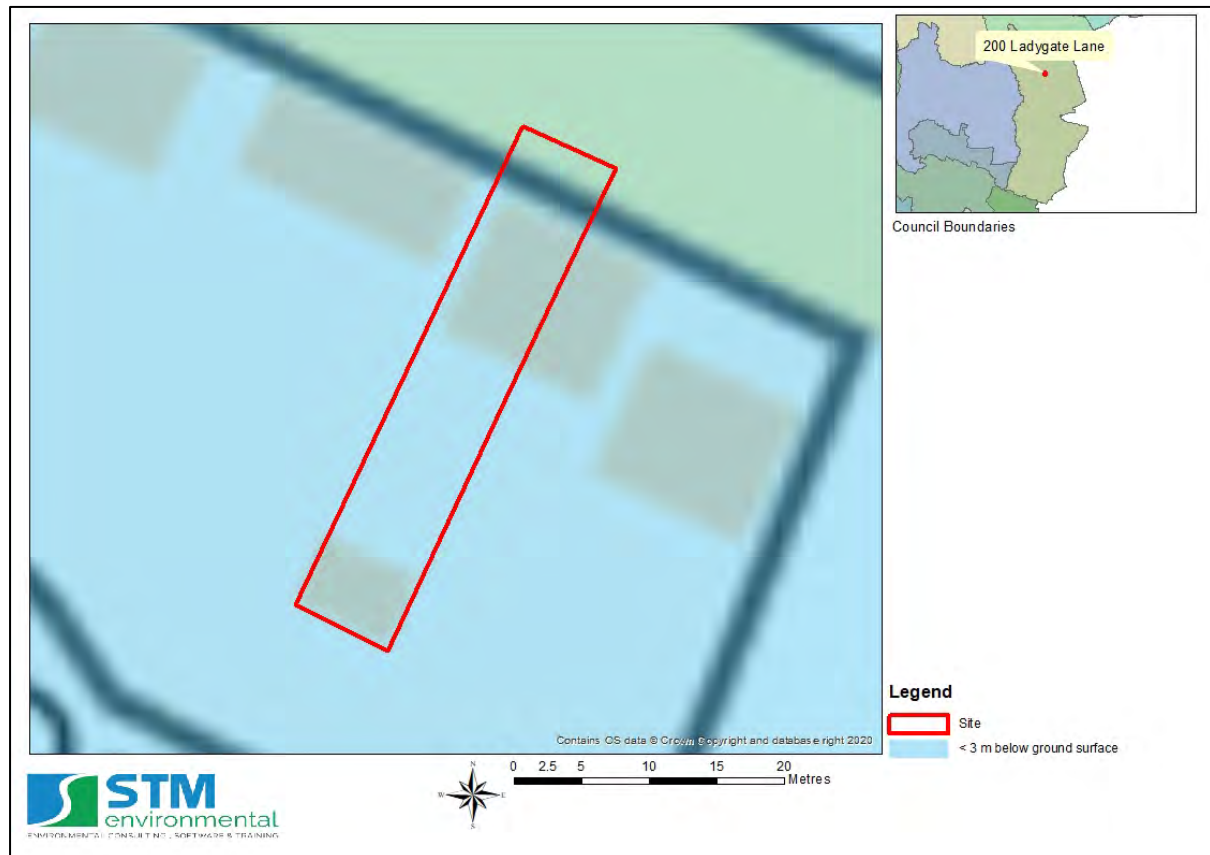 200 Ladygate Lane
Council Boundaries
Legend
Site
< 3 m below ground surface
Contains OS data © Crown Copyright and database right 2020
STM
environmental
ENVIRONMENTAL CONSULTING, SOFTWARE & TRAINING
N
W E
S
0 2.5 5 10 15 20
Metres